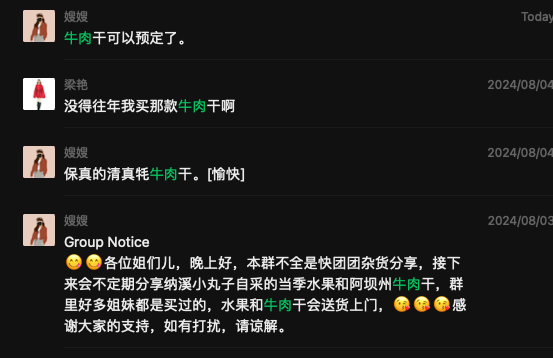 嫂嫂
Today
牛肉干可以预定了。
梁艳
2024/08/04
没得往年我买那款牛肉干啊
嫂嫂
2024/08/04
保真的清真牦牛肉干。[愉快]
嫂嫂
2024/08/03
Group Notice
😋😋各位姐们儿，晚上好，本群不全是快团团杂货分享，接下
来会不定期分享纳溪小丸子自采的当季水果和阿坝州牛肉干，群
里好多姐妹都是买过的，水果和牛肉干会送货上门，😘😘😘感
谢大家的支持，如有打扰，请谅解。